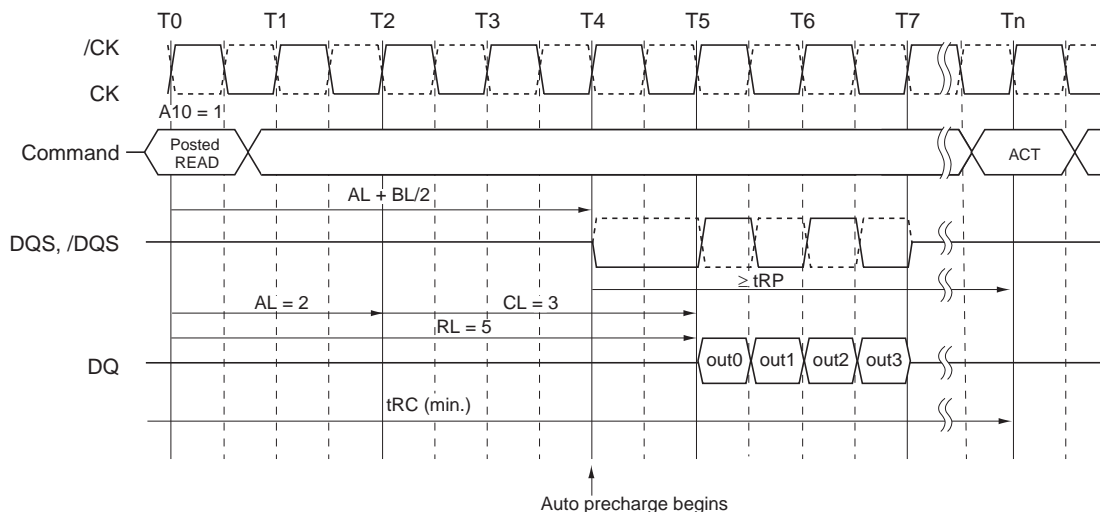 T0 T1 T2 T3 T4 T5 T6 T7 Tn
/CK
CK
A10 = 1
Command
Posted
READ
ACT
AL + BL/2
DQS, /DQS
≥ tRP
AL = 2
CL = 3
RL = 5
DQ
out0 out1 out2 out3
tRC (min.)
Auto precharge begins